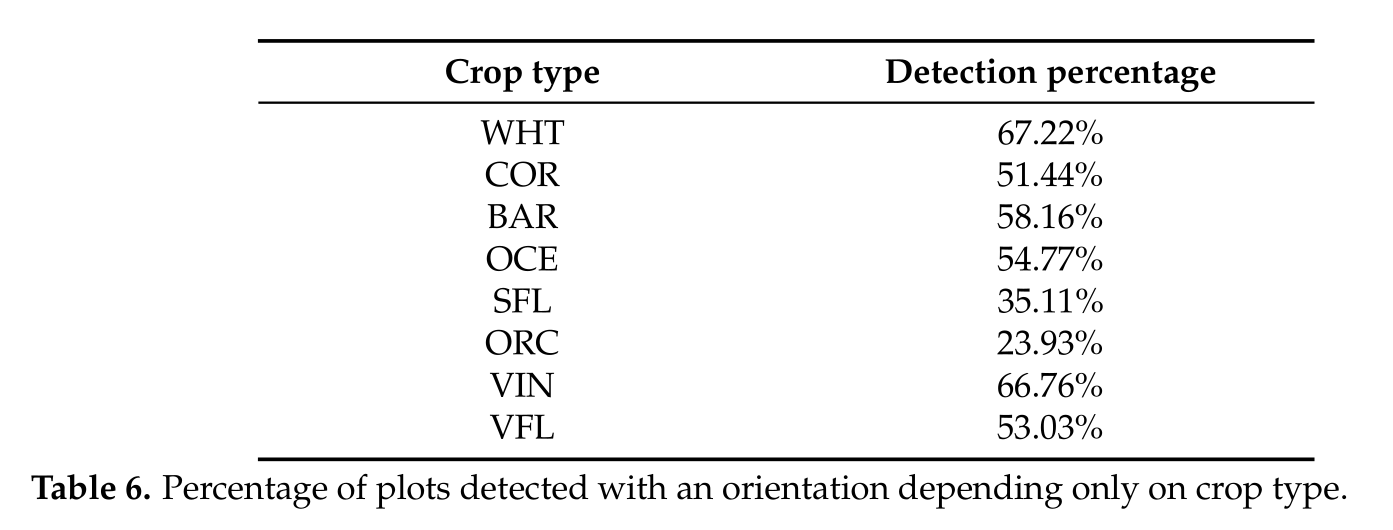 Crop type Detection percentage
WHT 67.22%
COR 51.44%
BAR 58.16%
OCE 54.77%
SFL 35.11%
ORC 23.93%
VIN 66.76%
VFL 53.03%
Table 6. Percentage of plots detected with an orientation depending only on crop type.